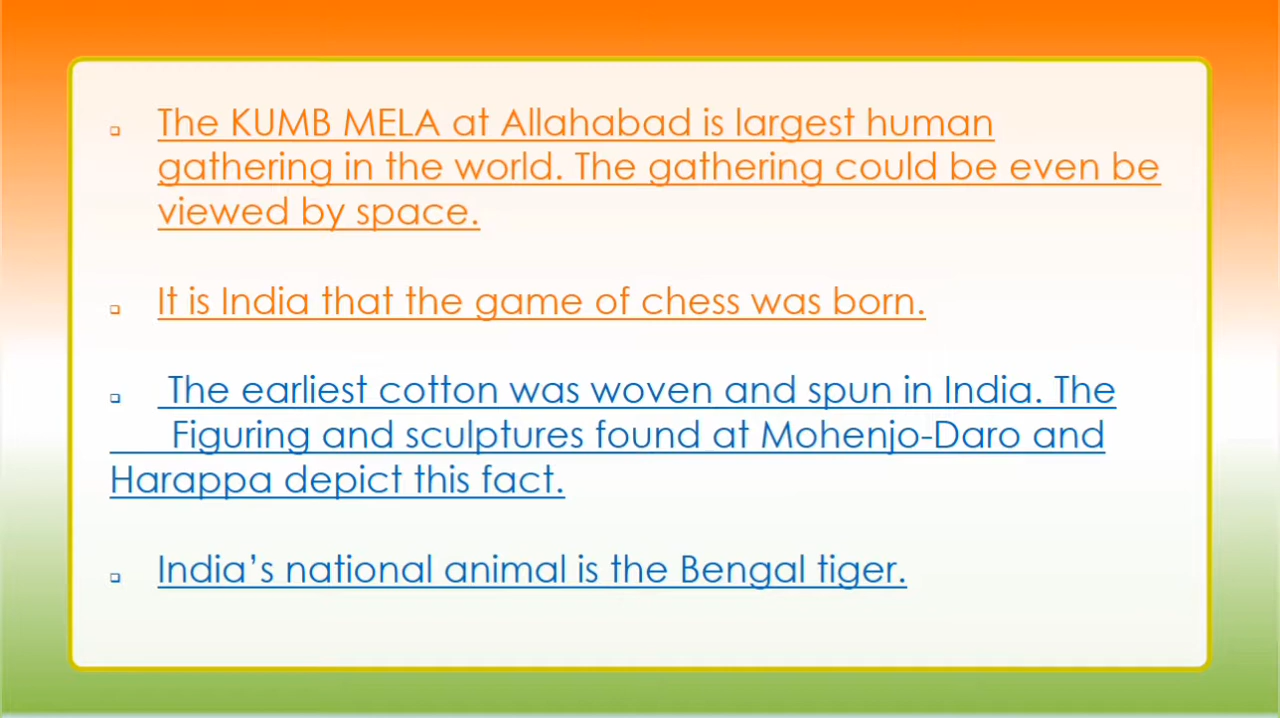 The KUMB MELA at Allahabad is largest human
gathering in the world. The gathering could be even be
viewed by space.
It is India that the game of chess was born.
The earliest cotton was woven and spun in India. The
Figuring and sculptures found at Mohenjo-Daro and
Harappa depict this fact.
India’s national animal is the Bengal tiger.